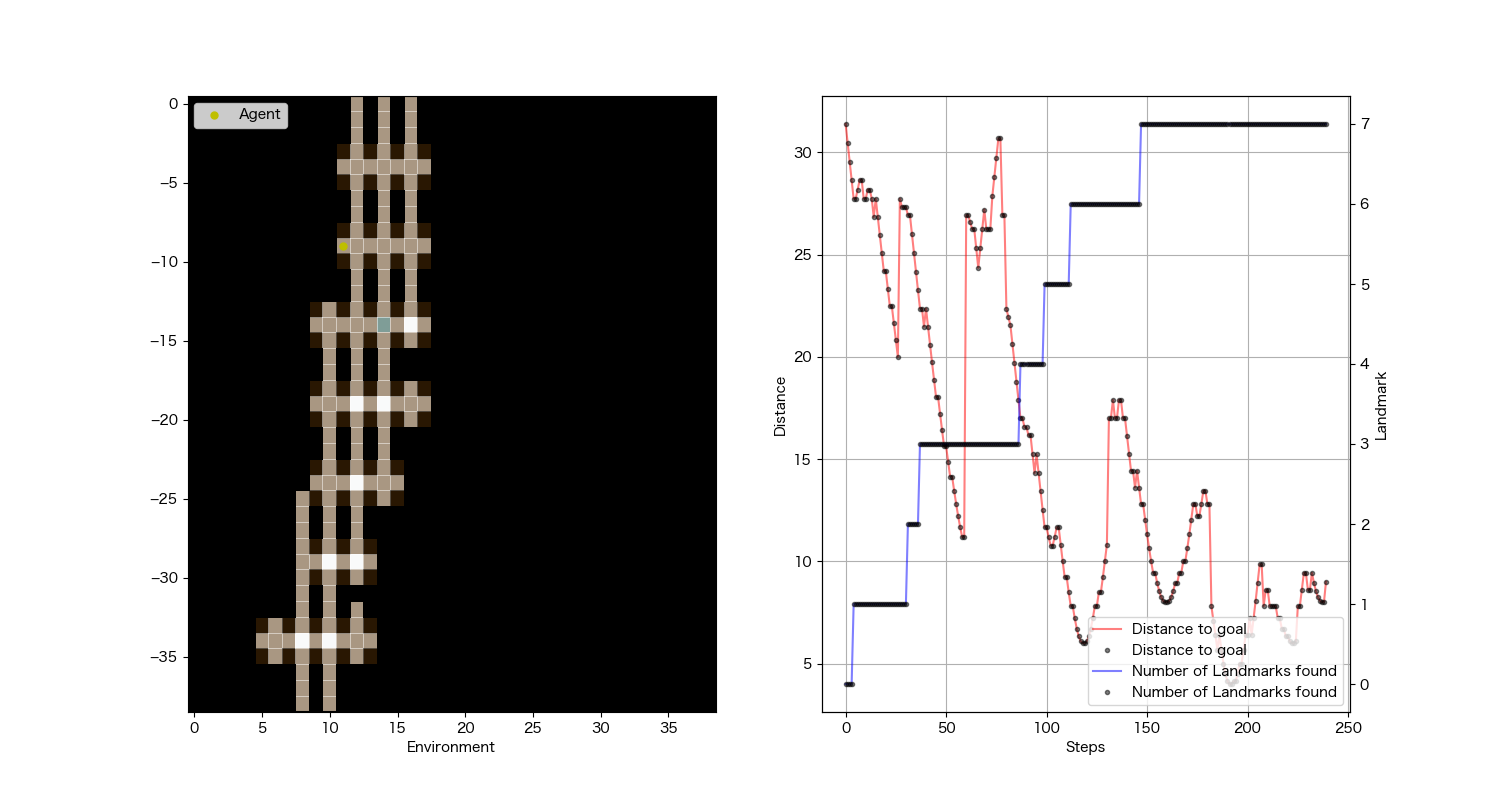 Agent
0
−5
−10
−15
−20
−25
−30
−35
0 5 10 15 20 25 30 35
Environment
30
25
20
15
10
5
Distance
Distance to goal
Distance to goal
Number of Landmarks found
Number of Landmarks found
0 50 100 150 200 250
Steps
7
6
5
4
3
2
1
0
Landmark